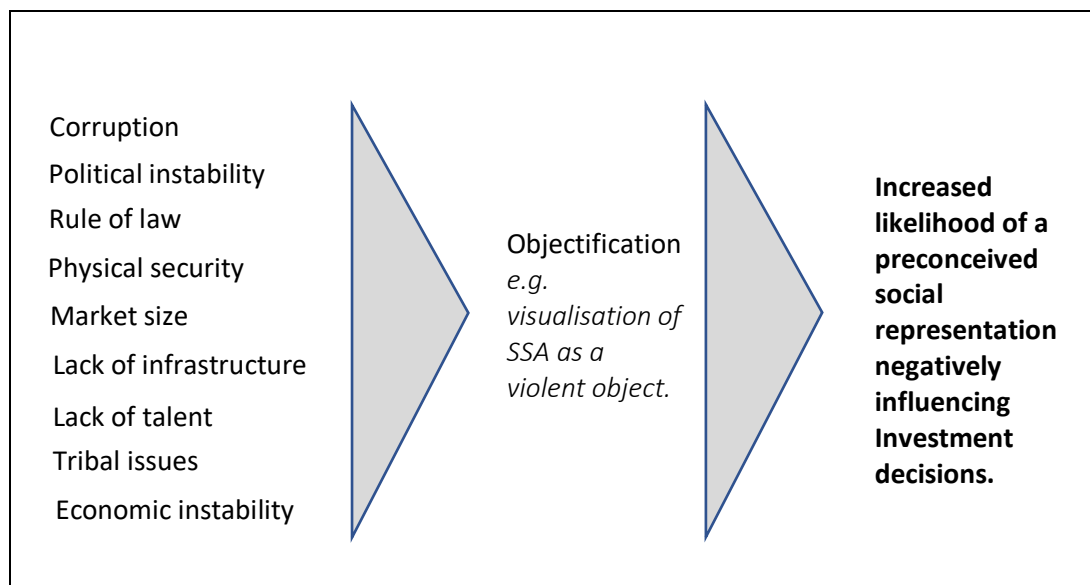 Corruption
Political instability
Rule of law
Physical security
Market size
Lack of infrastructure
Lack of talent
Tribal issues
Economic instability
Objectification
e.g.
visualisation of
SSA as a
violent object.
Increased
likelihood of a
preconceived
social
representation
negatively
influencing
Investment
decisions.